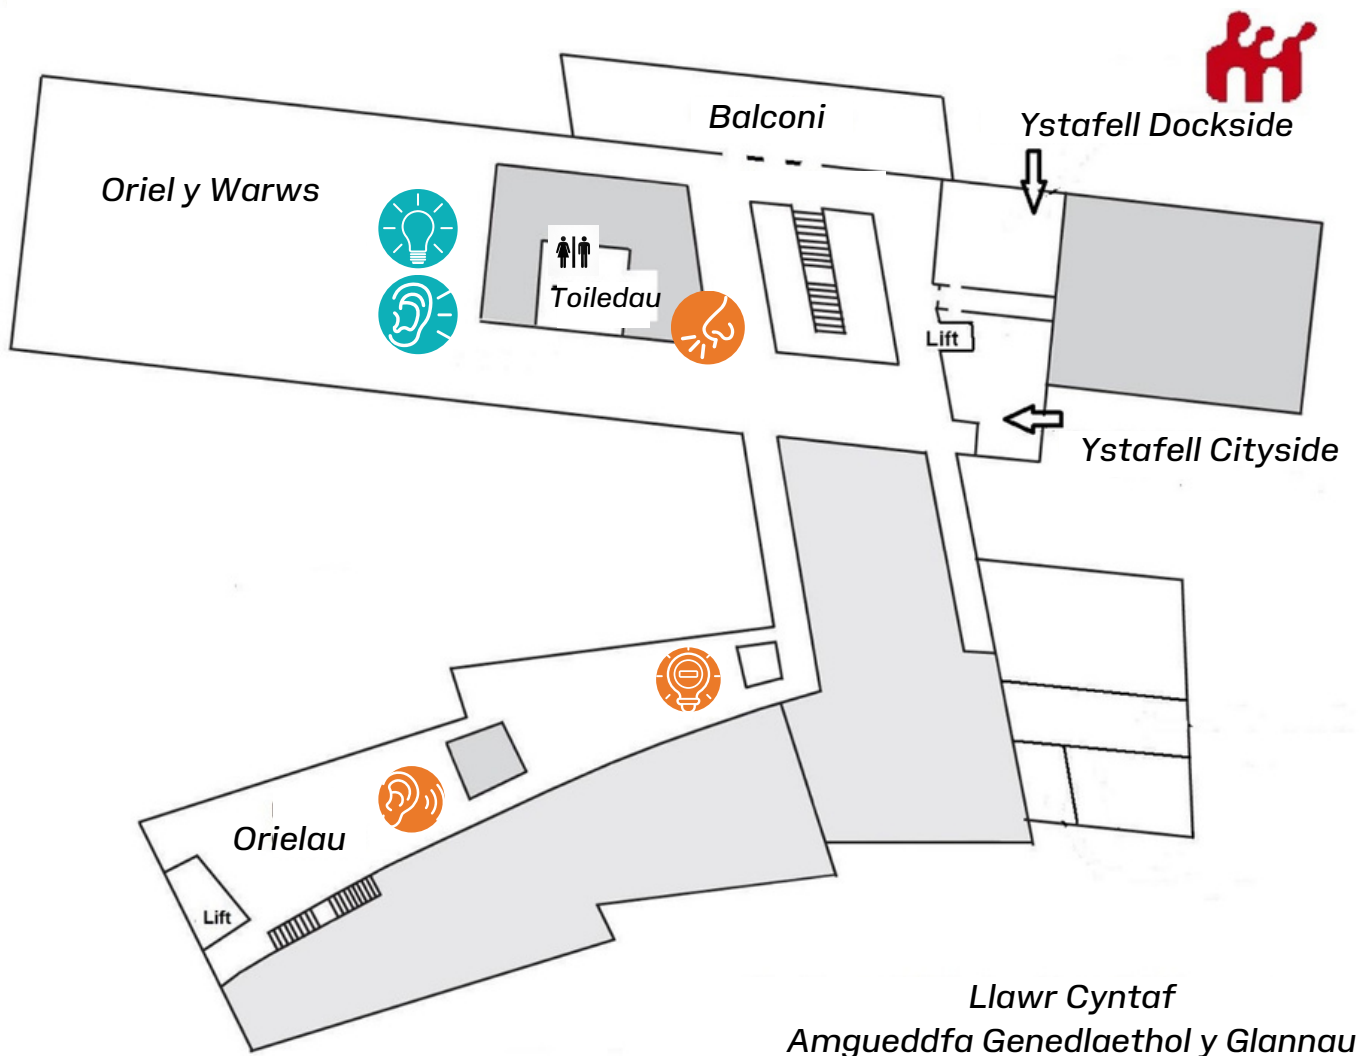 Balconi
Ystafell Dockside
Oriel y Warws
Toiledau
Lift
Ystafell Cityside
Orielau
Lift
Llawr Cyntaf
Amgueddfa Genedlaethol y Glannau